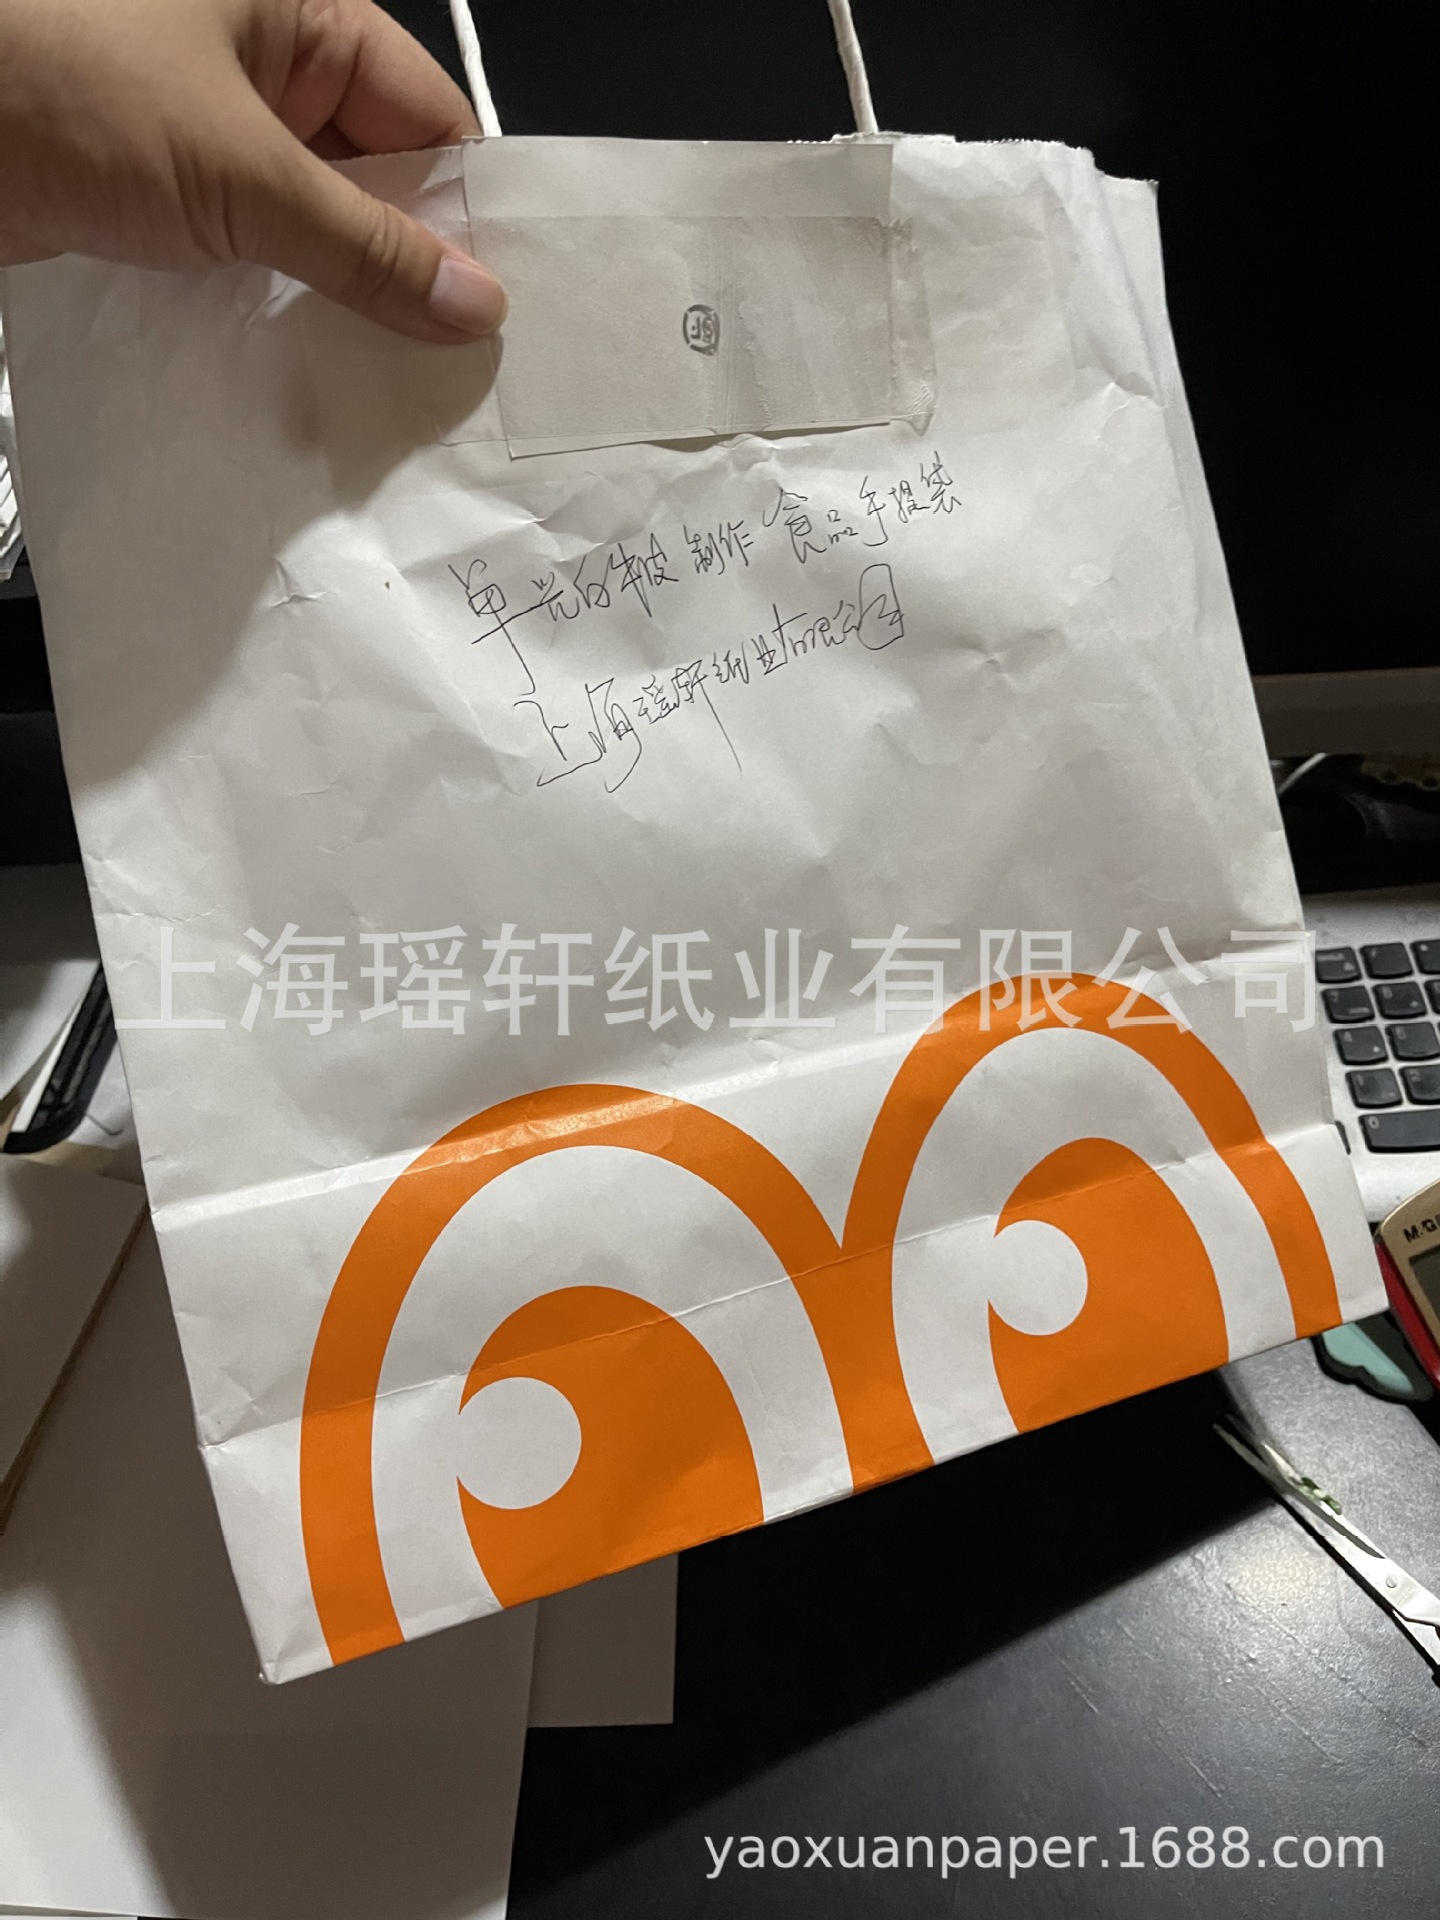 单光白牛皮 制作 食品手提袋
上海瑶轩纸业有限公司
上海瑶轩纸业有限公司
M&G
yaoxuanpaper.1688.com